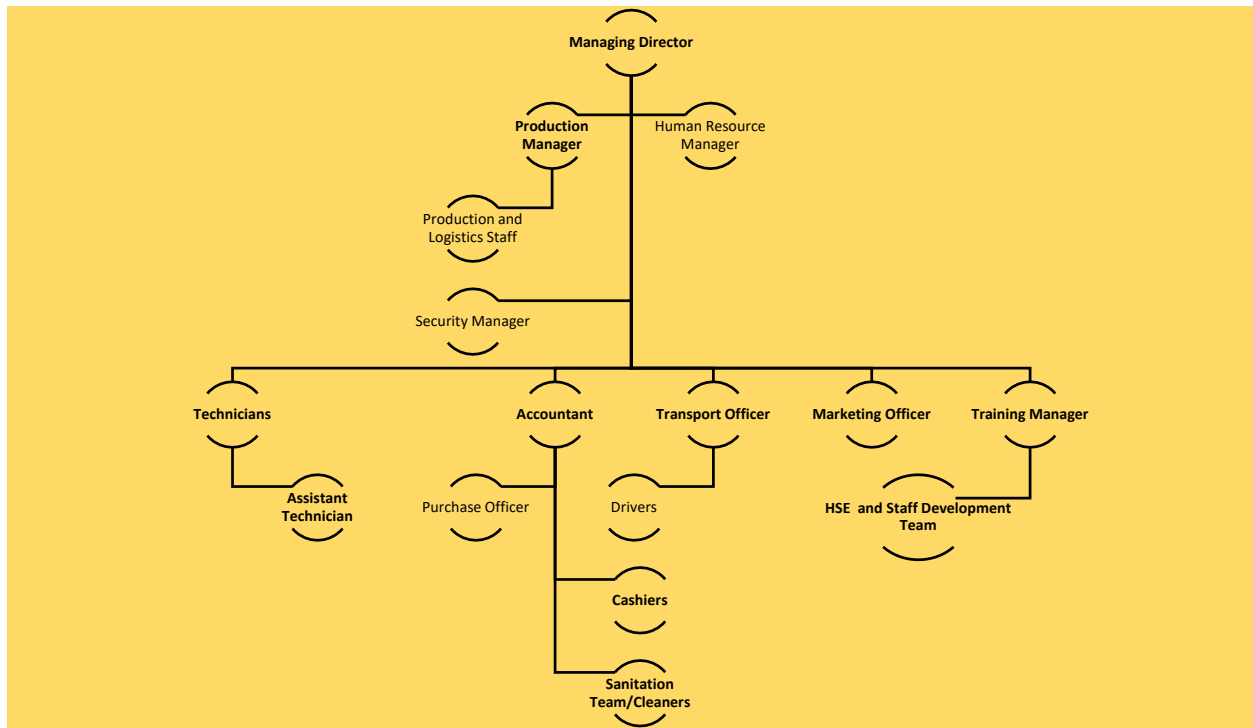 Managing Director
Production
Manager
Human Resource
Manager
Production and
Logistics Staff
Security Manager
Technicians
Accountant
Transport Officer
Marketing Officer
Training Manager
Assistant
Technician
Purchase Officer
Drivers
HSE and Staff Development
Team
Cashiers
Sanitation
Team/Cleaners